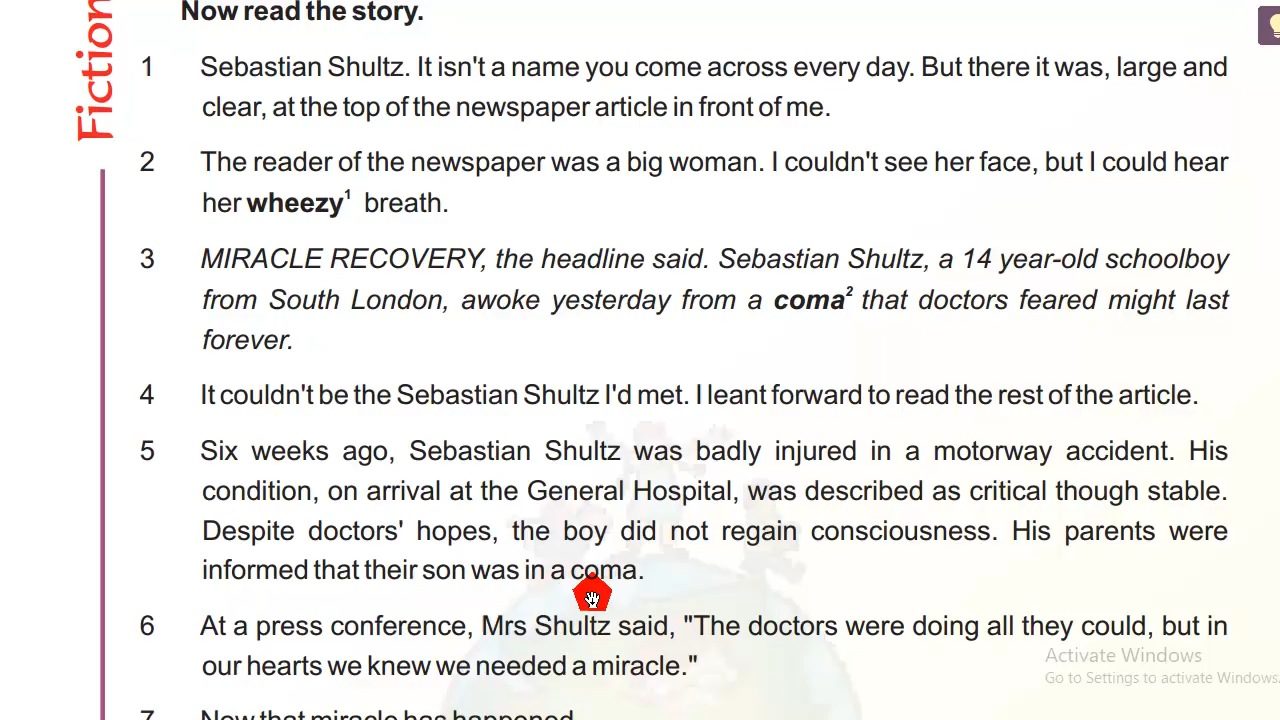 Now read the story.
Fiction
1 Sebastian Shultz. It isn't a name you come across every day. But there it was, large and
clear, at the top of the newspaper article in front of me.
2 The reader of the newspaper was a big woman. I couldn't see her face, but I could hear
her wheezy¹ breath.
3 MIRACLE RECOVERY, the headline said. Sebastian Shultz, a 14 year-old schoolboy
from South London, awoke yesterday from a coma² that doctors feared might last
forever.
4 It couldn't be the Sebastian Shultz I'd met. I leant forward to read the rest of the article.
5 Six weeks ago, Sebastian Shultz was badly injured in a motorway accident. His
condition, on arrival at the General Hospital, was described as critical though stable.
Despite doctors' hopes, the boy did not regain consciousness. His parents were
informed that their son was in a coma.
6 At a press conference, Mrs Shultz said, "The doctors were doing all they could, but in
our hearts we knew we needed a miracle."
7 Now that miracle has happened
Activate Windows
Go to Settings to activate Windows.